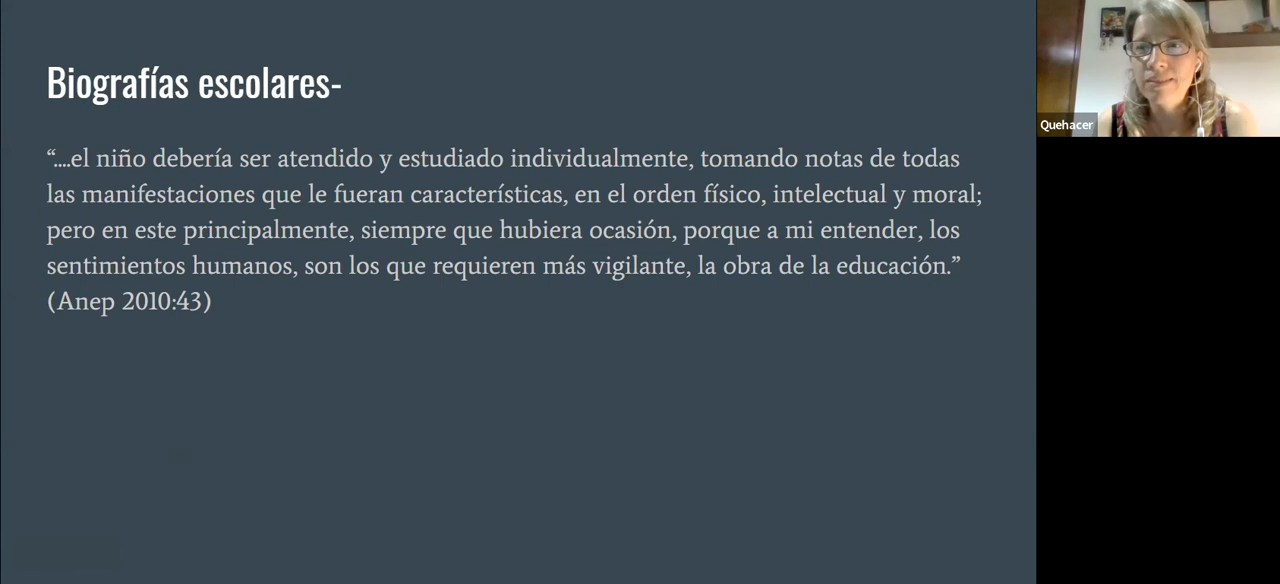 Biografías escolares-
“....el niño debería ser atendido y estudiado individualmente, tomando notas de todas
las manifestaciones que le fueran características, en el orden físico, intelectual y moral;
pero en este principalmente, siempre que hubiera ocasión, porque a mi entender, los
sentimientos humanos, son los que requieren más vigilante, la obra de la educación.”
(Anep 2010:43)
Quehacer